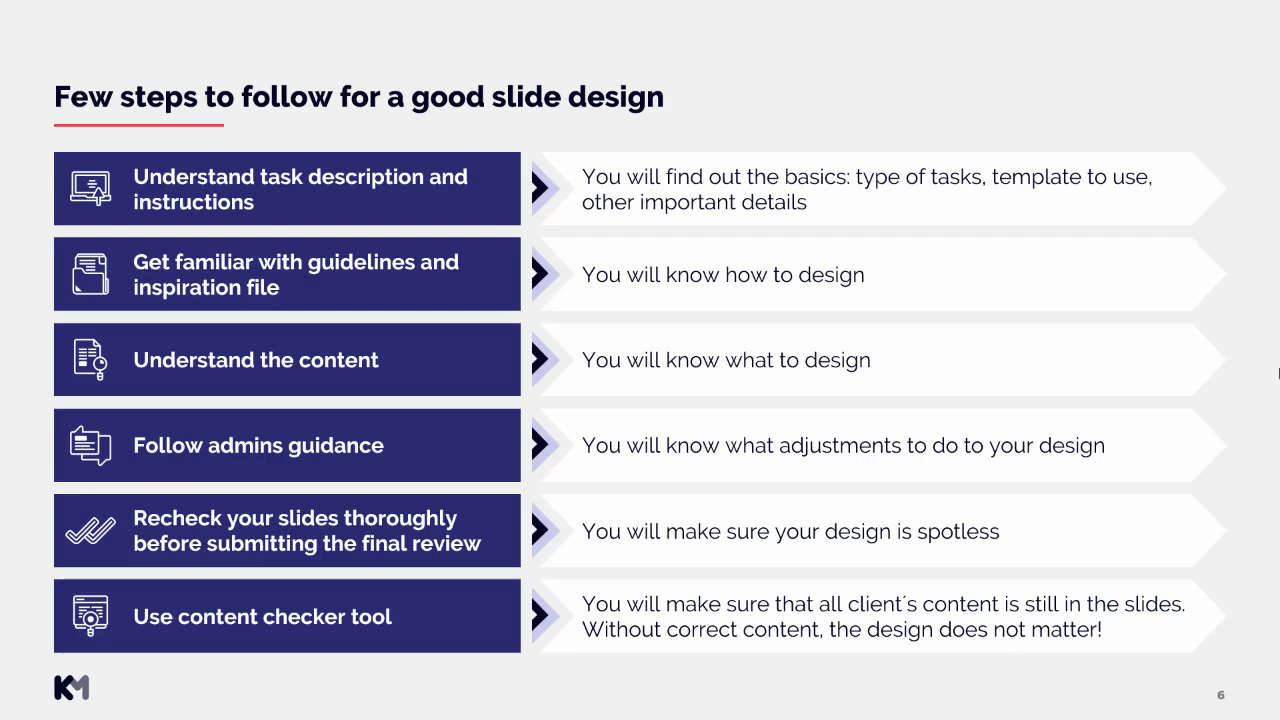 Few steps to follow for a good slide design
Understand task description and
instructions
You will find out the basics: type of tasks, template to use,
other important details
Get familiar with guidelines and
inspiration file
You will know how to design
Understand the content
You will know what to design
Follow admins guidance
You will know what adjustments to do to your design
Recheck your slides thoroughly
before submitting the final review
You will make sure your design is spotless
Use content checker tool
You will make sure that all client´s content is still in the slides.
Without correct content, the design does not matter!
KM
6